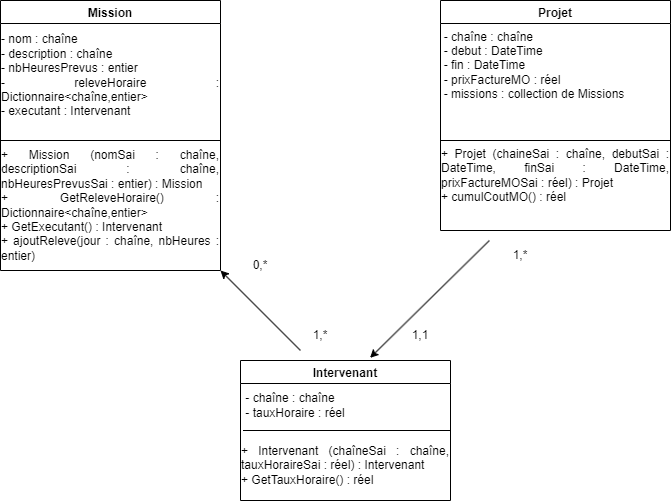 Mission
- nom : chaîne
- description : chaîne
- nbHeuresPrevus : entier
- releveHoraire :
Dictionnaire<chaîne,entier>
- executant : Intervenant
+ Mission (nomSai : chaîne,
descriptionSai : chaîne,
nbHeuresPrevusSai : entier) : Mission
+ GetReleveHoraire() :
Dictionnaire<chaîne,entier>
+ GetExecutant() : Intervenant
+ ajoutReleve(jour : chaîne, nbHeures :
entier)
Projet
- chaîne : chaîne
- debut : DateTime
- fin : DateTime
- prixFactureMO : réel
- missions : collection de Missions
+ Projet (chaineSai : chaîne, debutSai :
DateTime, finSai : DateTime,
prixFactureMOSai : réel) : Projet
+ cumulCoutMO() : réel
0,*
1,*
1,*
1,1
Intervenant
- chaîne : chaîne
- tauxHoraire : réel
+ Intervenant (chaîneSai : chaîne,
tauxHoraireSai : réel) : Intervenant
+ GetTauxHoraire() : réel